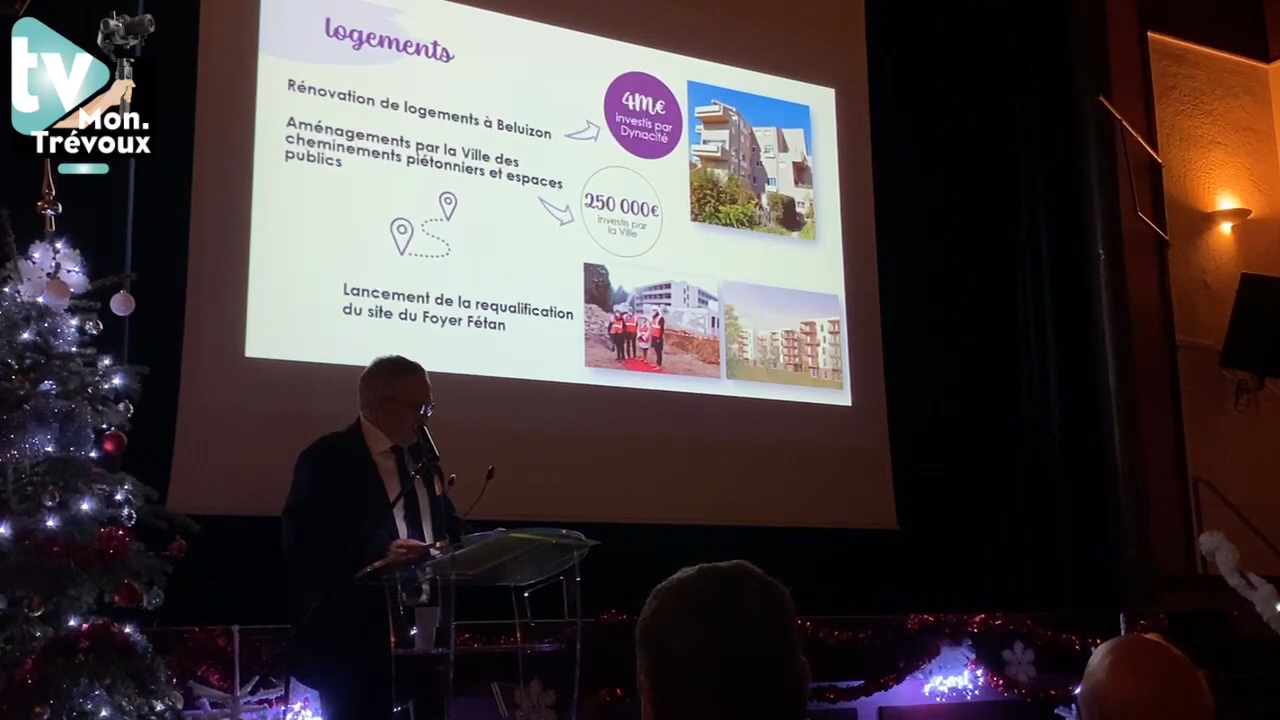 tv
Mon.
Trévoux
logements
Rénovation de logements à Beluizon
4M€
investis par
Dynacité
Aménagements par la Ville des
cheminements piétonniers et espaces
publics
250 000€
investis par
la Ville
Lancement de la requalification
du site du Foyer Fétan